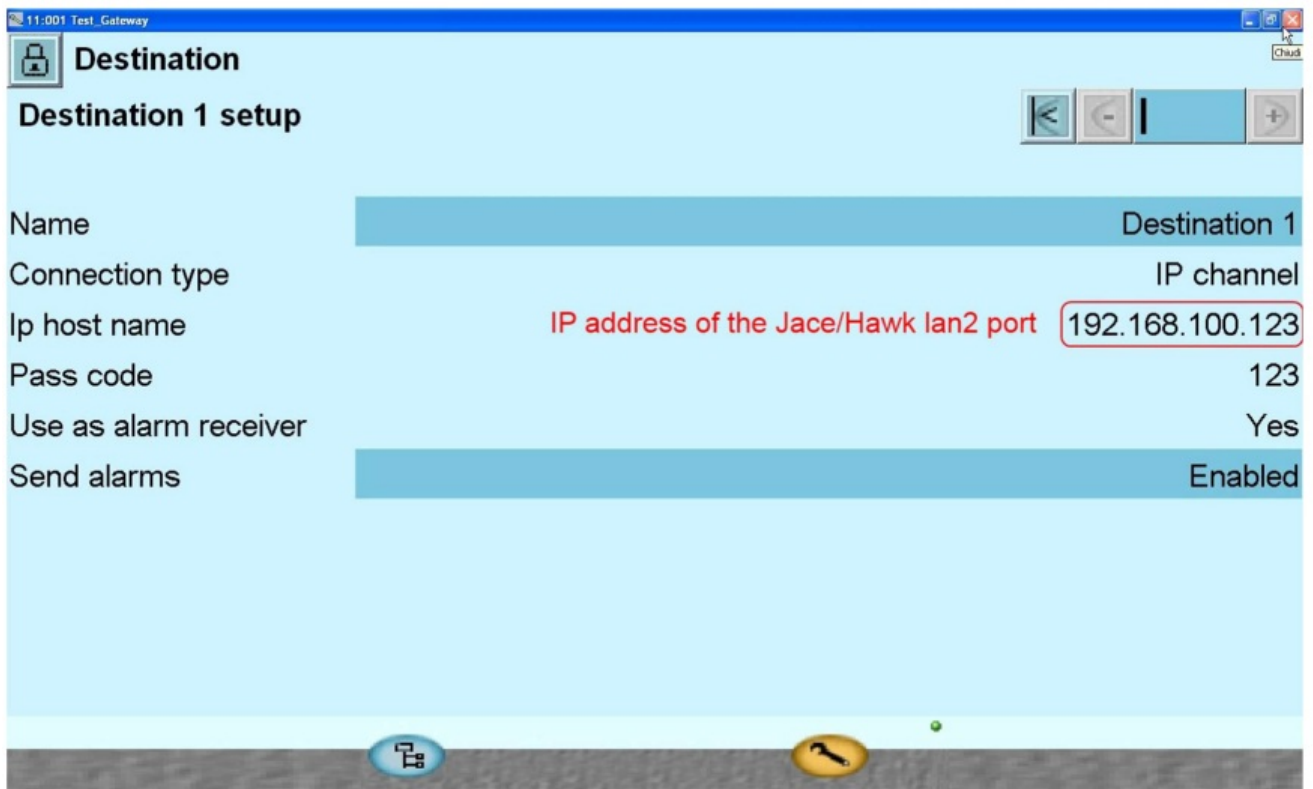 11:001 Test_Gateway
Chiudi
Destination
Destination 1 setup
Name Destination 1
Connection type IP channel
Ip host name IP address of the Jace/Hawk lan2 port 192.168.100.123
Pass code 123
Use as alarm receiver Yes
Send alarms Enabled